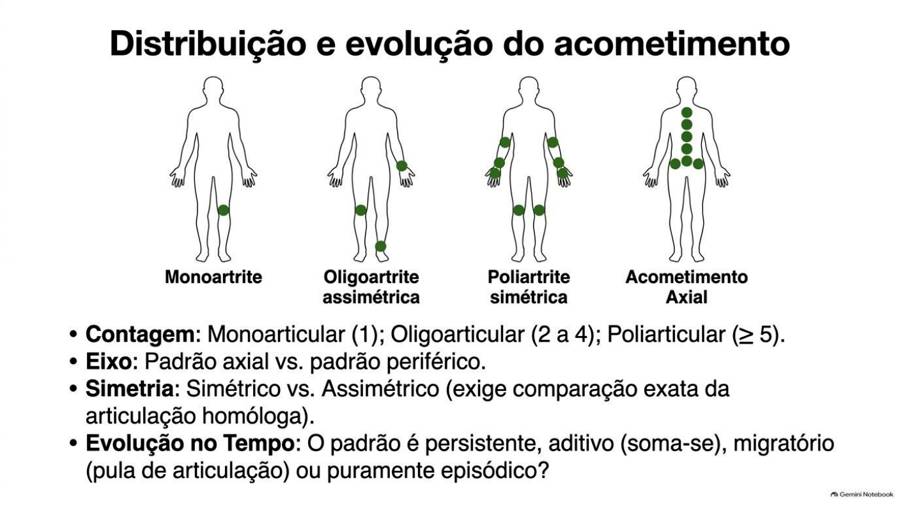 Distribuição e evolução do acometimento
Monoartrite
Oligoartrite
assimétrica
Poliartrite
simétrica
Acometimento
Axial
• Contagem: Monoarticular (1); Oligoarticular (2 a 4); Poliarticular (≥ 5).
• Eixo: Padrão axial vs. padrão periférico.
• Simetria: Simétrico vs. Assimétrico (exige comparação exata da
articulação homóloga).
• Evolução no Tempo: O padrão é persistente, aditivo (soma-se), migratório
(pula de articulação) ou puramente episódico?
Gemini Notebook